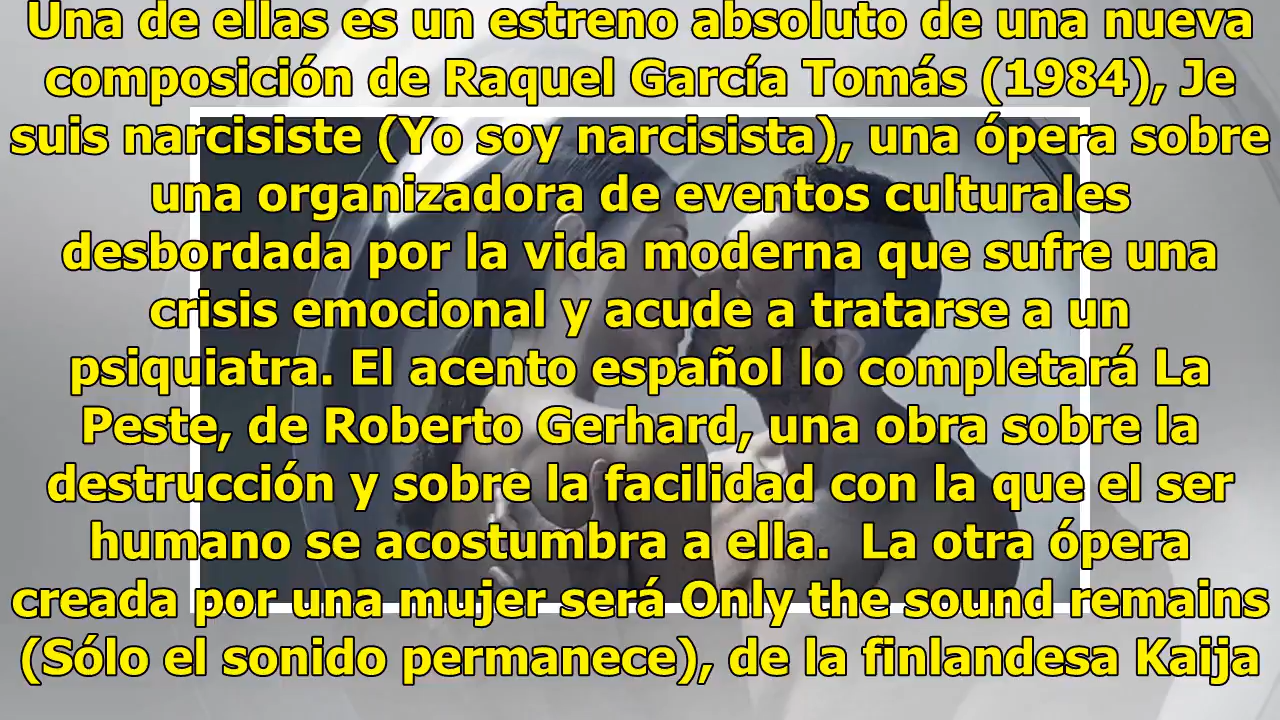 Una de ellas es un estreno absoluto de una nueva
composición de Raquel García Tomás (1984), Je
suis narcisiste (Yo soy narcisista), una ópera sobre
una organizadora de eventos culturales
desbordada por la vida moderna que sufre una
crisis emocional y acude a tratarse a un
psiquiatra. El acento español lo completará La
Peste, de Roberto Gerhard, una obra sobre la
destrucción y sobre la facilidad con la que el ser
humano se acostumbra a ella.  La otra ópera
creada por una mujer será Only the sound remains
(Sólo el sonido permanece), de la finlandesa Kaija